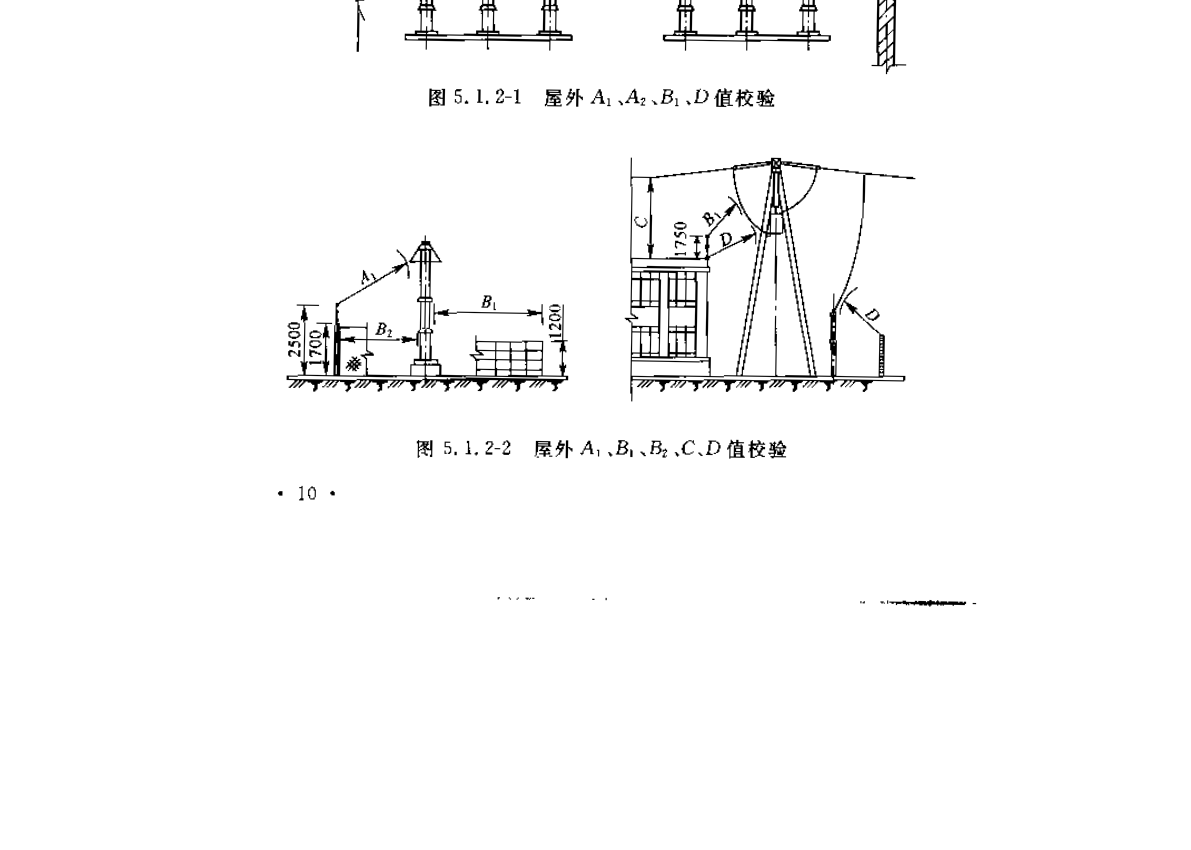 图 5.1.2-1 屋外 A₁、A₂、B₁、D 值校验
C
B₁
1750
D
A₁
B₁
1200
2500
1700
B₂
D
图 5.1.2-2 屋外 A₁、B₁、B₂、C、D 值校验
· 10 ·